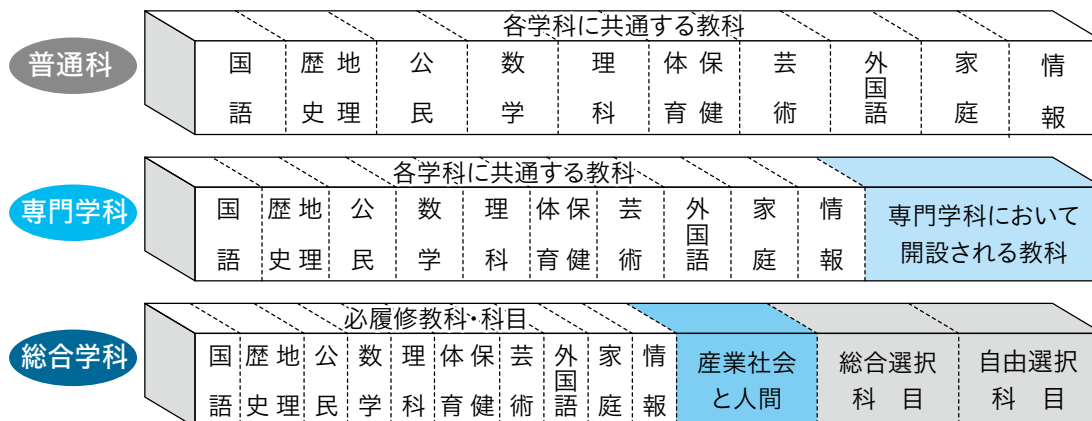 普通科
各学科に共通する教科
国語
地理歴史
公民
数学
理科
保健体育
芸術
外国語
家庭
情報
専門学科
各学科に共通する教科
国語
地理歴史
公民
数学
理科
保健体育
芸術
外国語
家庭
情報
専門学科において
開設される教科
総合学科
必履修教科・科目
国語
地理歴史
公民
数学
理科
保健体育
芸術
外国語
家庭
情報
産業社会
と人間
総合選択
科目
自由選択
科目